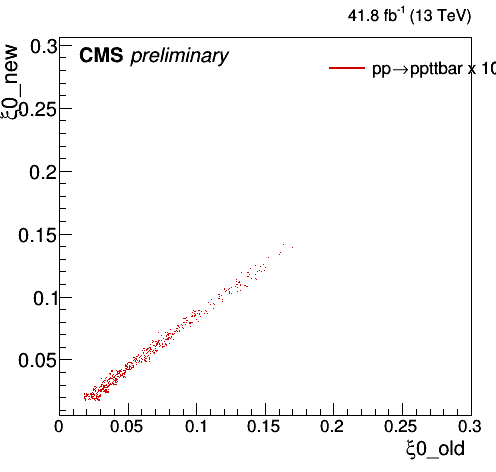 41.8 fb-1 (13 TeV)
CMS preliminary
pp→ppttbar x 10
ξ0_new
0.3
0.25
0.2
0.15
0.1
0.05
0 0.05 0.1 0.15 0.2 0.25 0.3
ξ0_old